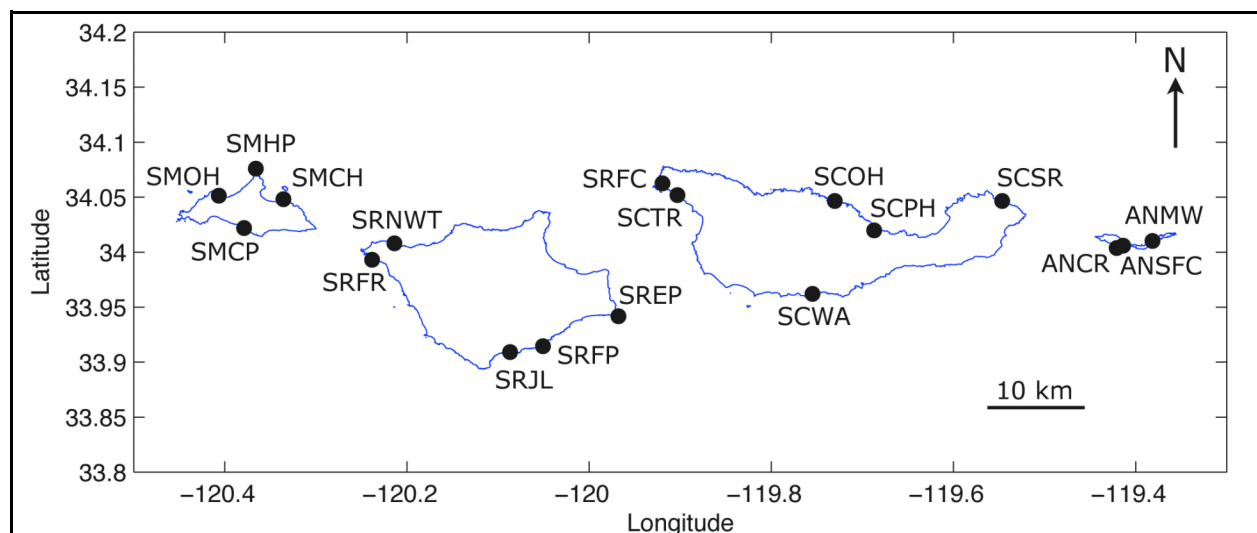 34.2
34.15
34.1
34.05
34
33.95
33.9
33.85
33.8
Latitude
N
SMHP
SMOH
SMCH
SMCP
SRNWT
SRFR
SREP
SRFP
SRJL
SRFC
SCTR
SCOH
SCPH
SCSR
SCWA
ANMW
ANCR
ANSFC
10 km
−120.4
−120.2
−120
−119.8
−119.6
−119.4
Longitude